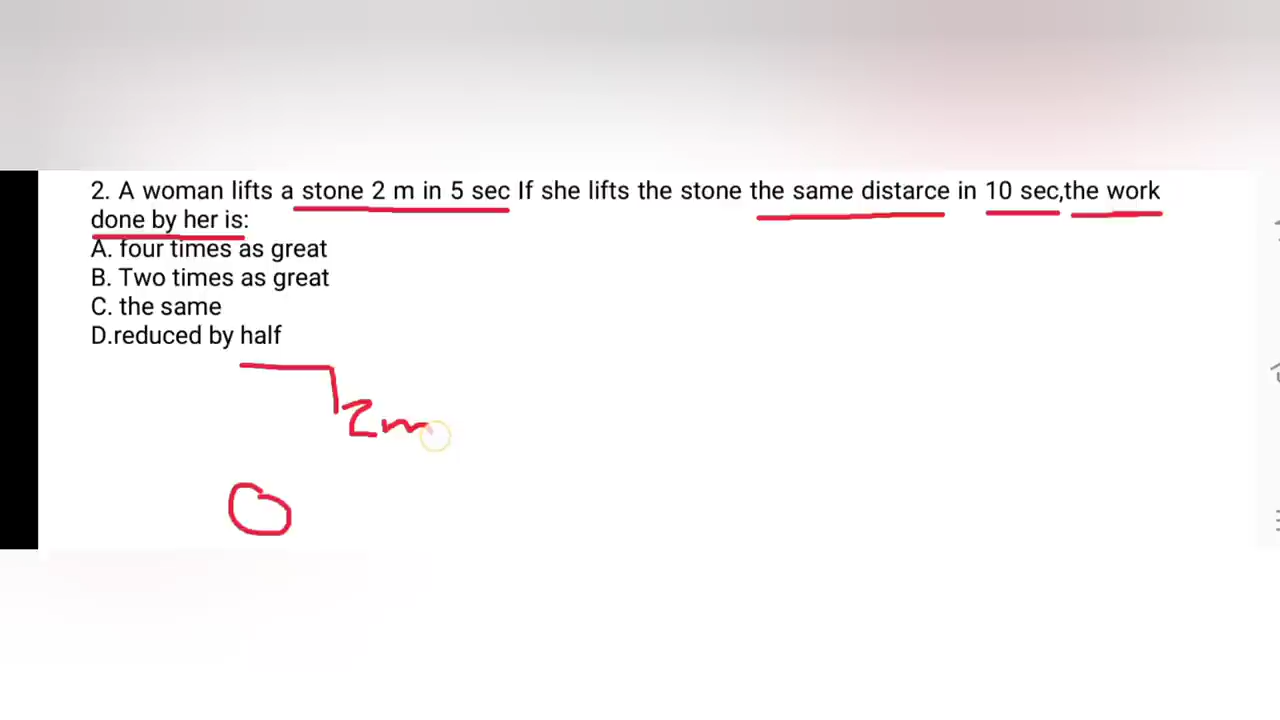 2. A woman lifts a stone 2 m in 5 sec If she lifts the stone the same distarce in 10 sec,the work
done by her is:
A. four times as great
B. Two times as great
C. the same
D.reduced by half
2m